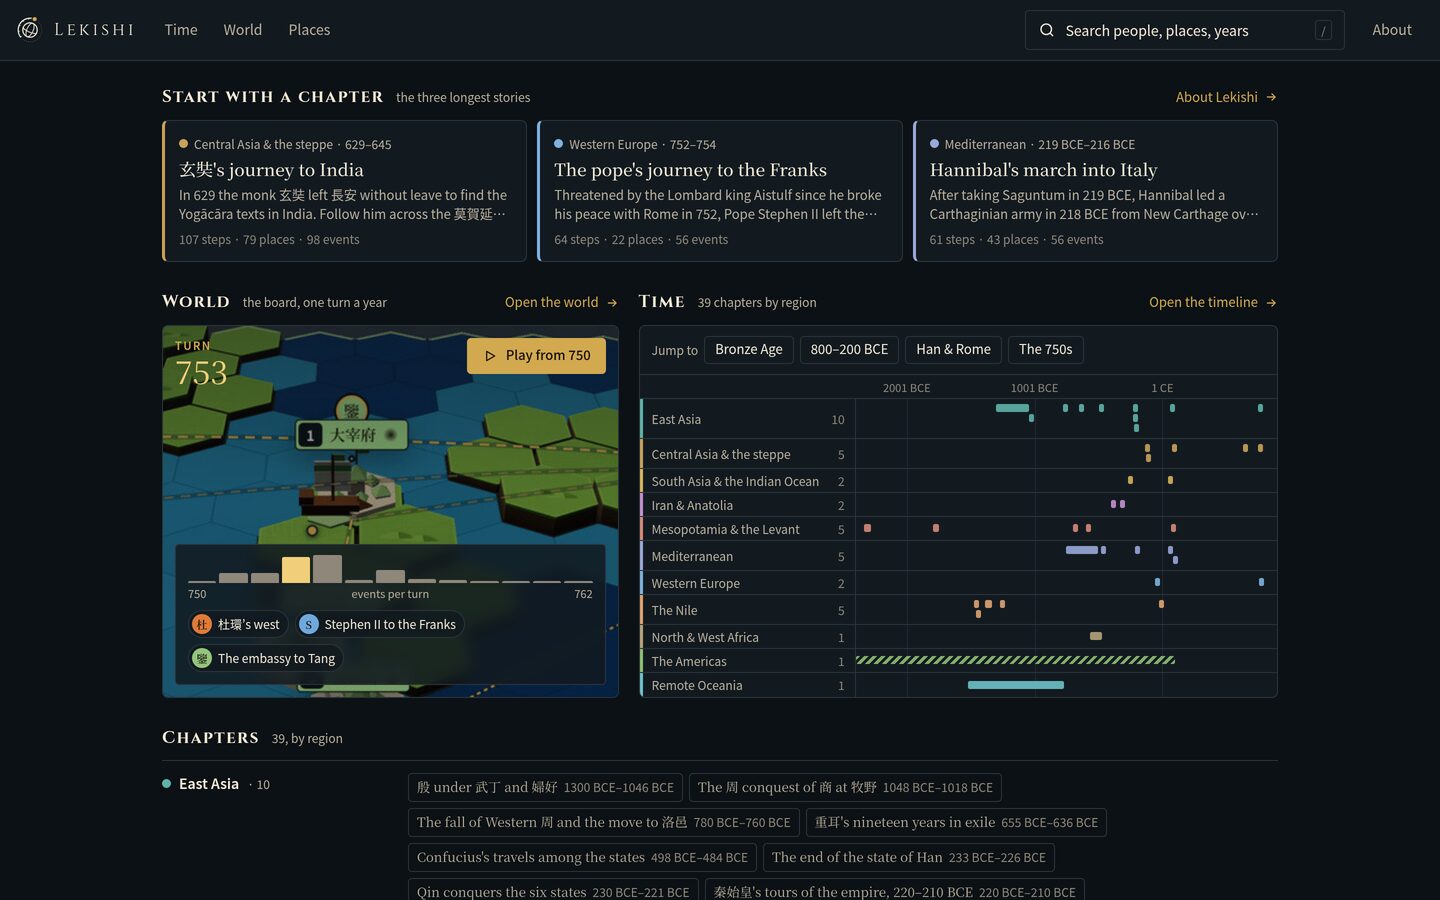 LEKISHI
Time
World
Places
Search people, places, years
/
About
START WITH A CHAPTER
the three longest stories
About Lekishi →
Central Asia & the steppe · 629–645
玄奘's journey to India
In 629 the monk 玄奘 left 長安 without leave to find the
Yogācāra texts in India. Follow him across the 莫賀延…
107 steps · 79 places · 98 events
Western Europe · 752–754
The pope's journey to the Franks
Threatened by the Lombard king Aistulf since he broke
his peace with Rome in 752, Pope Stephen II left the…
64 steps · 22 places · 56 events
Mediterranean · 219 BCE–216 BCE
Hannibal's march into Italy
After taking Saguntum in 219 BCE, Hannibal led a
Carthaginian army in 218 BCE from New Carthage ov…
61 steps · 43 places · 56 events
WORLD
the board, one turn a year
Open the world →
TURN
753
Play from 750
鑒
1 大宰府
750
events per turn
762
杜 杜環's west
S Stephen II to the Franks
鑒 The embassy to Tang
TIME
39 chapters by region
Open the timeline →
Jump to
Bronze Age
800–200 BCE
Han & Rome
The 750s
2001 BCE
1001 BCE
1 CE
East Asia 10
Central Asia & the steppe 5
South Asia & the Indian Ocean 2
Iran & Anatolia 2
Mesopotamia & the Levant 5
Mediterranean 5
Western Europe 2
The Nile 5
North & West Africa 1
The Americas 1
Remote Oceania 1
CHAPTERS
39, by region
East Asia · 10
殷 under 武丁 and 婦好 1300 BCE–1046 BCE
The 周 conquest of 商 at 牧野 1048 BCE–1018 BCE
The fall of Western 周 and the move to 洛邑 780 BCE–760 BCE
重耳's nineteen years in exile 655 BCE–636 BCE
Confucius's travels among the states 498 BCE–484 BCE
The end of the state of Han 233 BCE–226 BCE
Qin conquers the six states 230 BCE–221 BCE
秦始皇's tours of the empire, 220–210 BCE 220 BCE–210 BCE